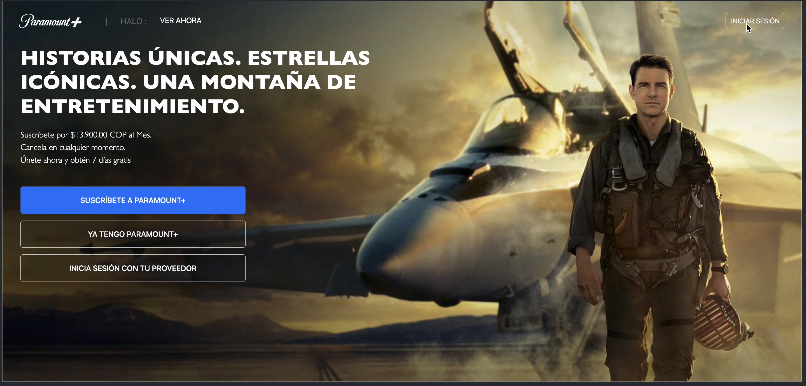 Paramount+ | HALO : VER AHORA INICIAR SESIÓN
HISTORIAS ÚNICAS. ESTRELLAS
ICÓNICAS. UNA MONTAÑA DE
ENTRETENIMIENTO.
Suscríbete por $13.900,00 COP al Mes.
Cancela en cualquier momento.
Únete ahora y obtén 7 días gratis
SUSCRÍBETE A PARAMOUNT+
YA TENGO PARAMOUNT+
INICIA SESIÓN CON TU PROVEEDOR